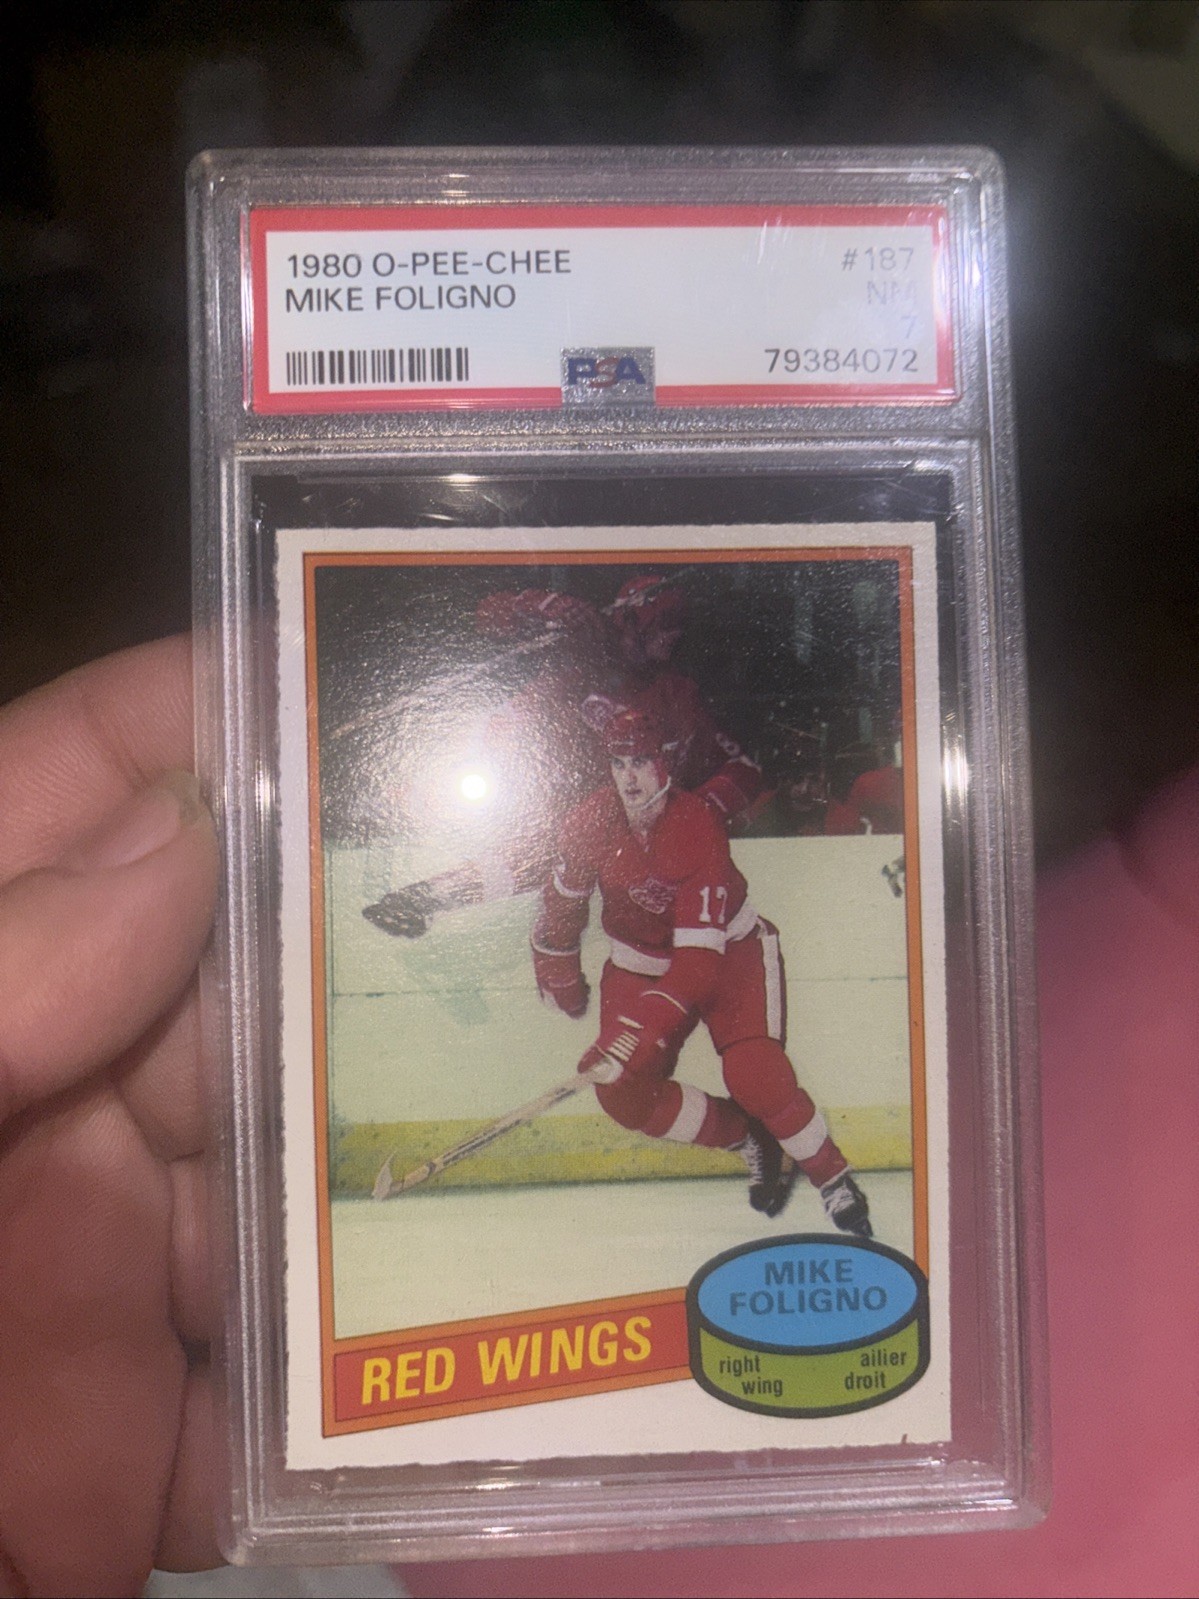 1980 O-PEE-CHEE #187
MIKE FOLIGNO NM
7
PSA 79384072
17
MIKE
FOLIGNO
right ailier
wing droit
RED WINGS